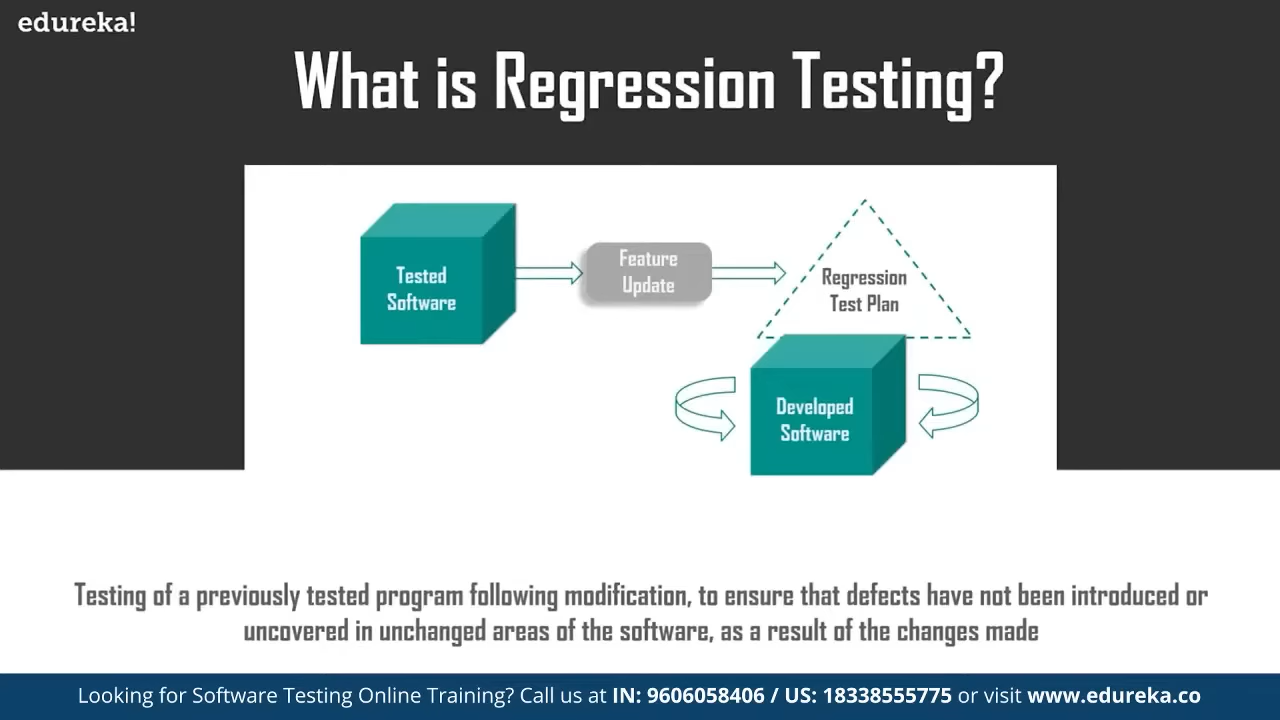 edureka!
What is Regression Testing?
Tested
Software
Feature
Update
Regression
Test Plan
Developed
Software
Testing of a previously tested program following modification, to ensure that defects have not been introduced or
uncovered in unchanged areas of the software, as a result of the changes made
Looking for Software Testing Online Training? Call us at IN: 9606058406 / US: 18338555775 or visit www.edureka.co